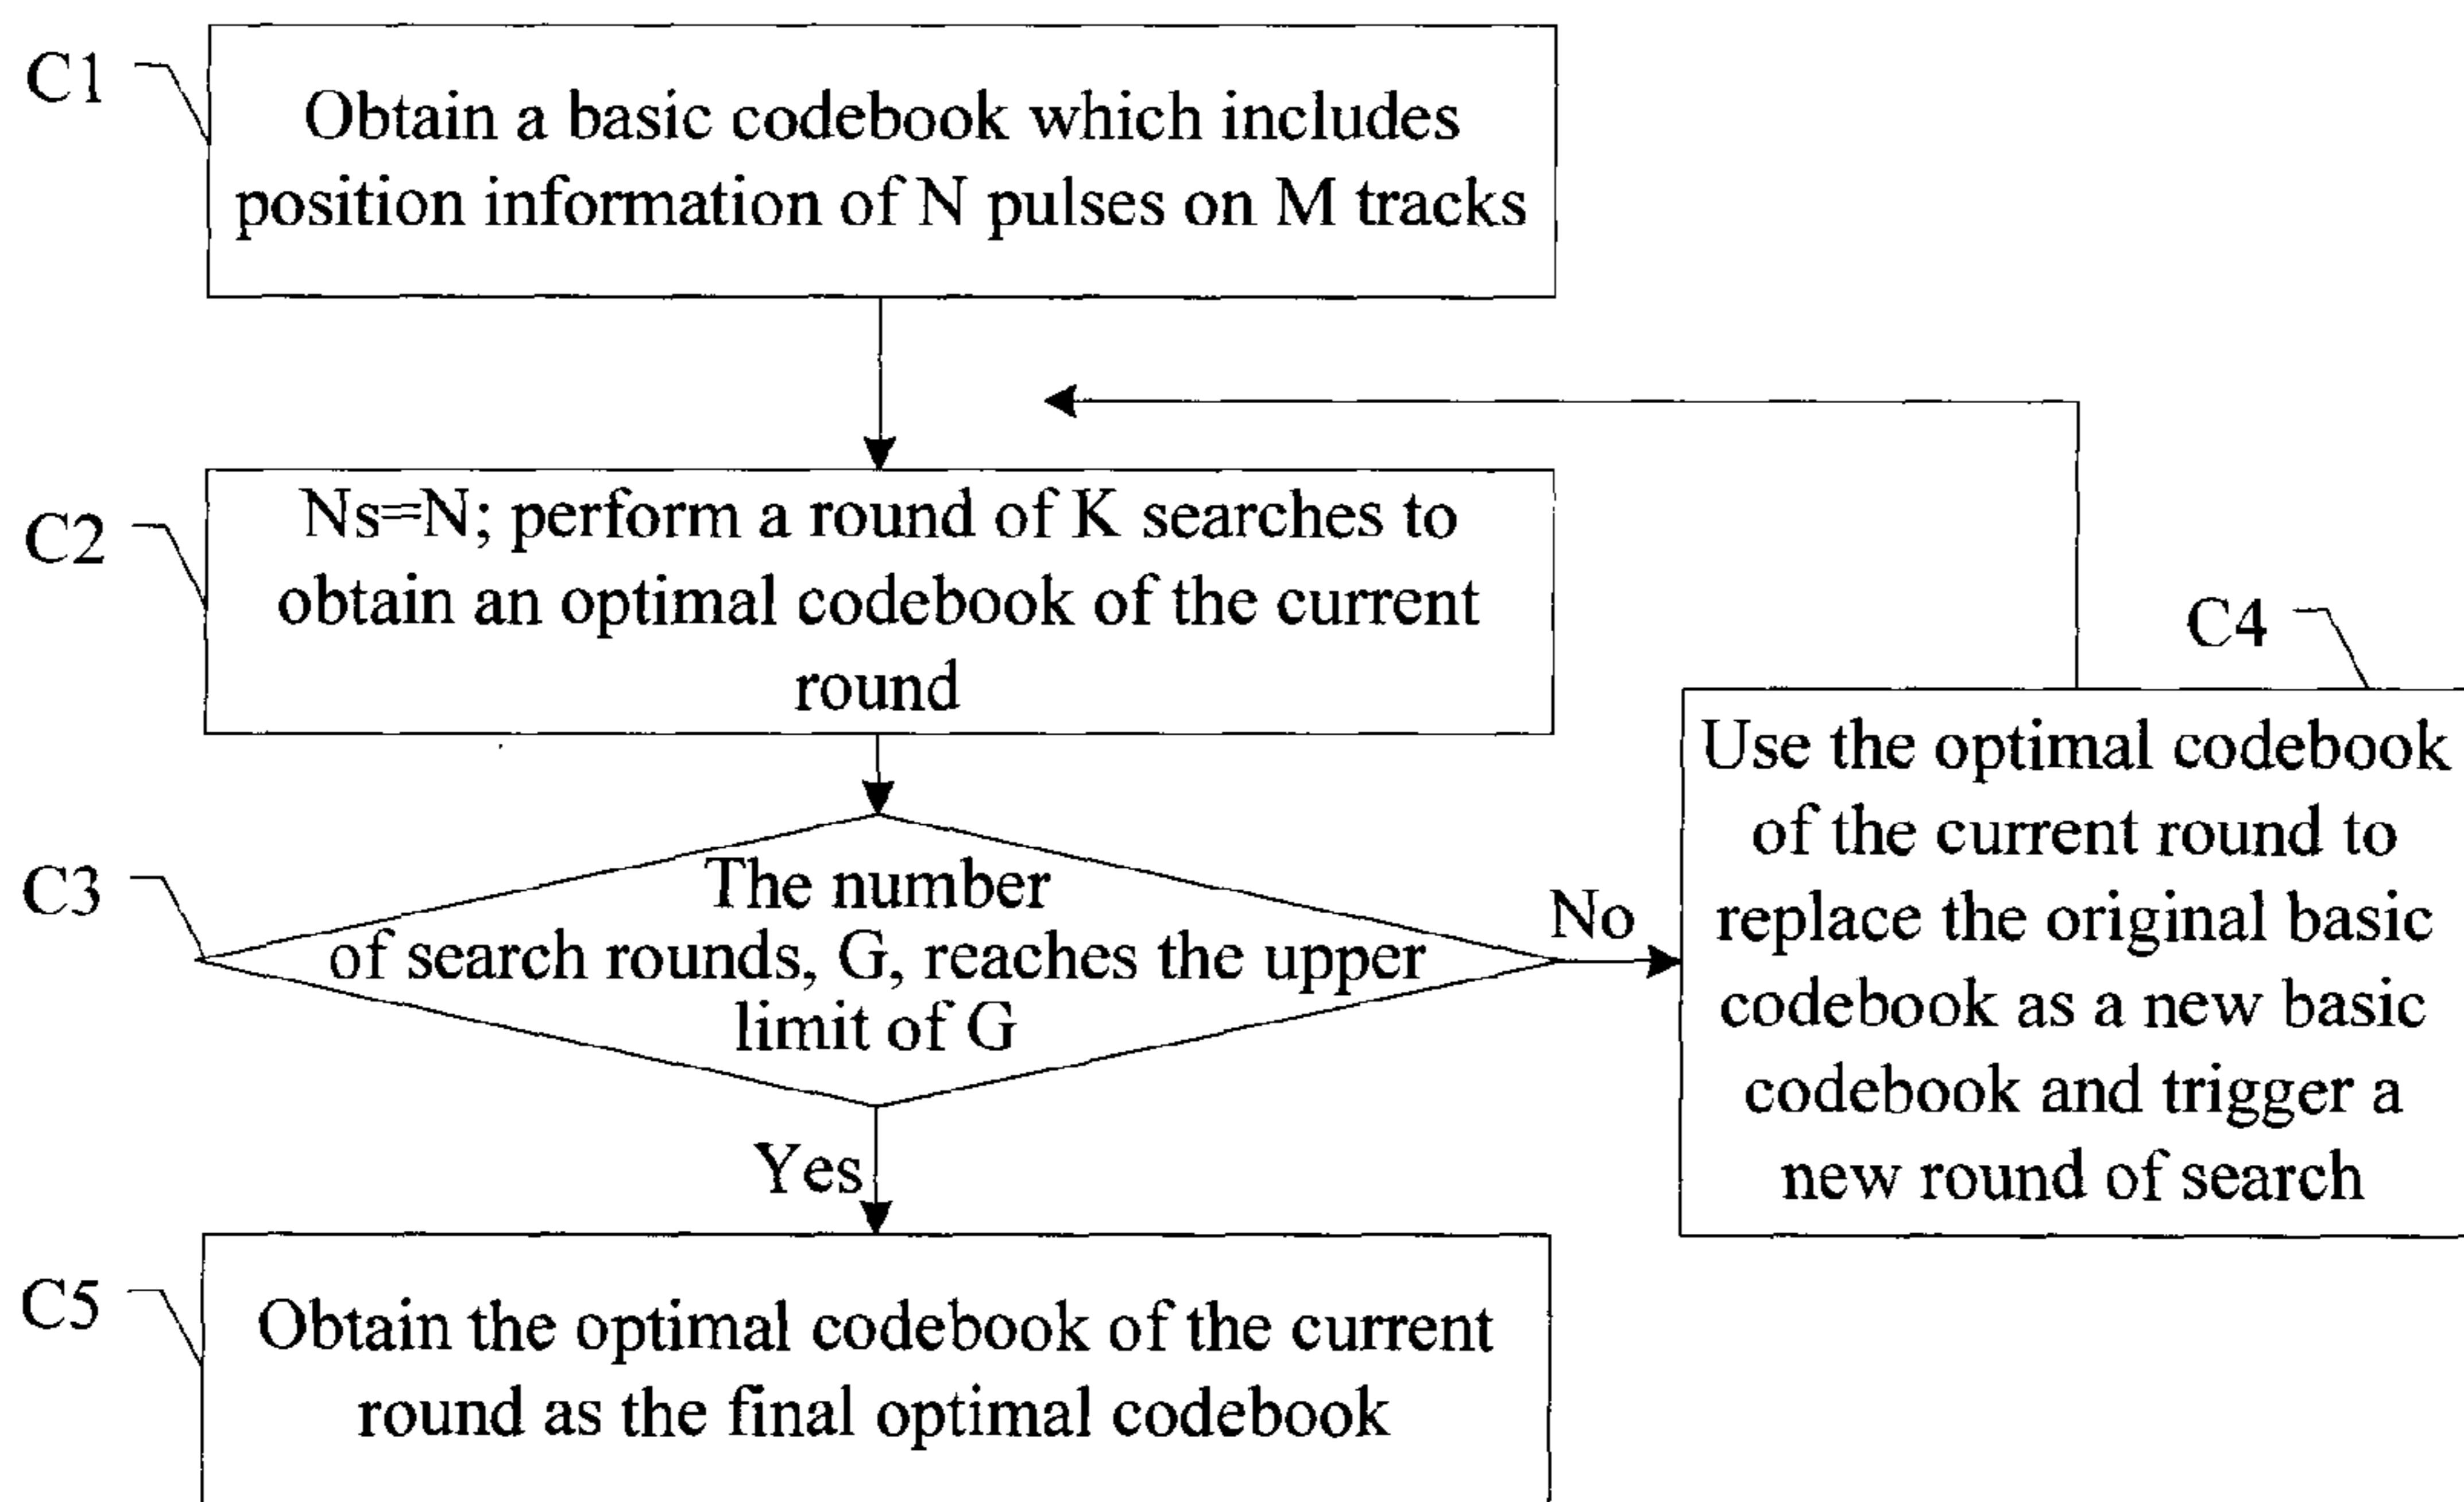 C1
Obtain a basic codebook which includes
position information of N pulses on M tracks
C2
Ns=N; perform a round of K searches to
obtain an optimal codebook of the current
round
C3
The number
of search rounds, G, reaches the upper
limit of G
No
Yes
C4
Use the optimal codebook
of the current round to
replace the original basic
codebook as a new basic
codebook and trigger a
new round of search
C5
Obtain the optimal codebook of the current
round as the final optimal codebook